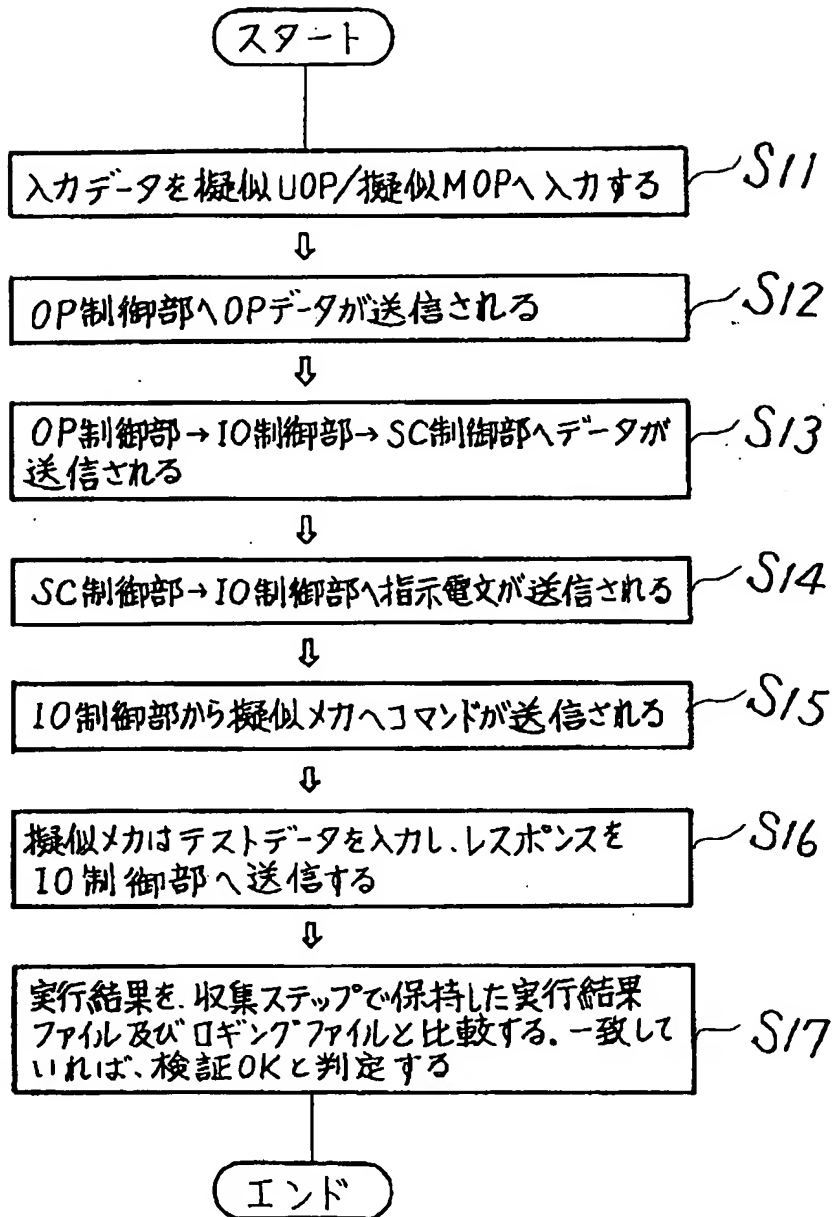 スタート
入力データを擬似UOP/擬似MOPへ入力する
S11
OP制御部へOPデータが送信される
S12
OP制御部→IO制御部→SC制御部へデータが
送信される
S13
SC制御部→IO制御部へ指示電文が送信される
S14
IO制御部から擬似メカへコマンドが送信される
S15
擬似メカはテストデータを入力し、レスポンスを
IO制御部へ送信する
S16
実行結果を、収集ステップで保持した実行結果
ファイル及びロギングファイルと比較する。一致して
いれば、検証OKと判定する
S17
エンド